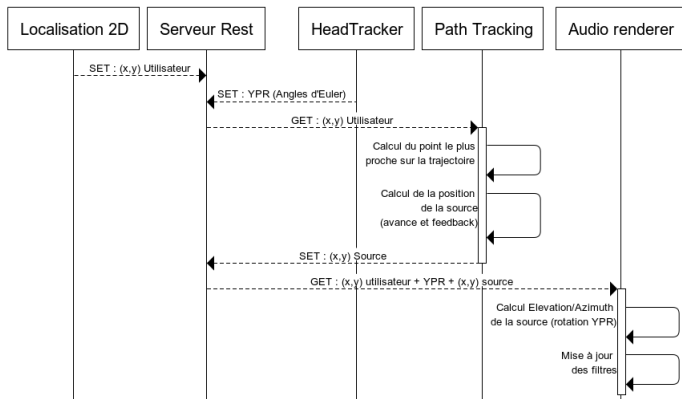 Localisation 2D
Serveur Rest
HeadTracker
Path Tracking
Audio renderer
SET : (x,y) Utilisateur
SET : YPR (Angles d'Euler)
GET : (x,y) Utilisateur
Calcul du point le plus
proche sur la trajectoire
Calcul de la position
de la source
(avance et feedback)
SET : (x,y) Source
GET : (x,y) utilisateur + YPR + (x,y) source
Calcul Elevation/Azimuth
de la source (rotation YPR)
Mise à jour
des filtres